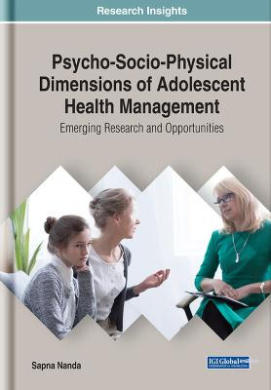 Research Insights
Psycho-Socio-Physical
Dimensions of Adolescent
Health Management
Emerging Research and Opportunities
Sapna Nanda
IGI Global